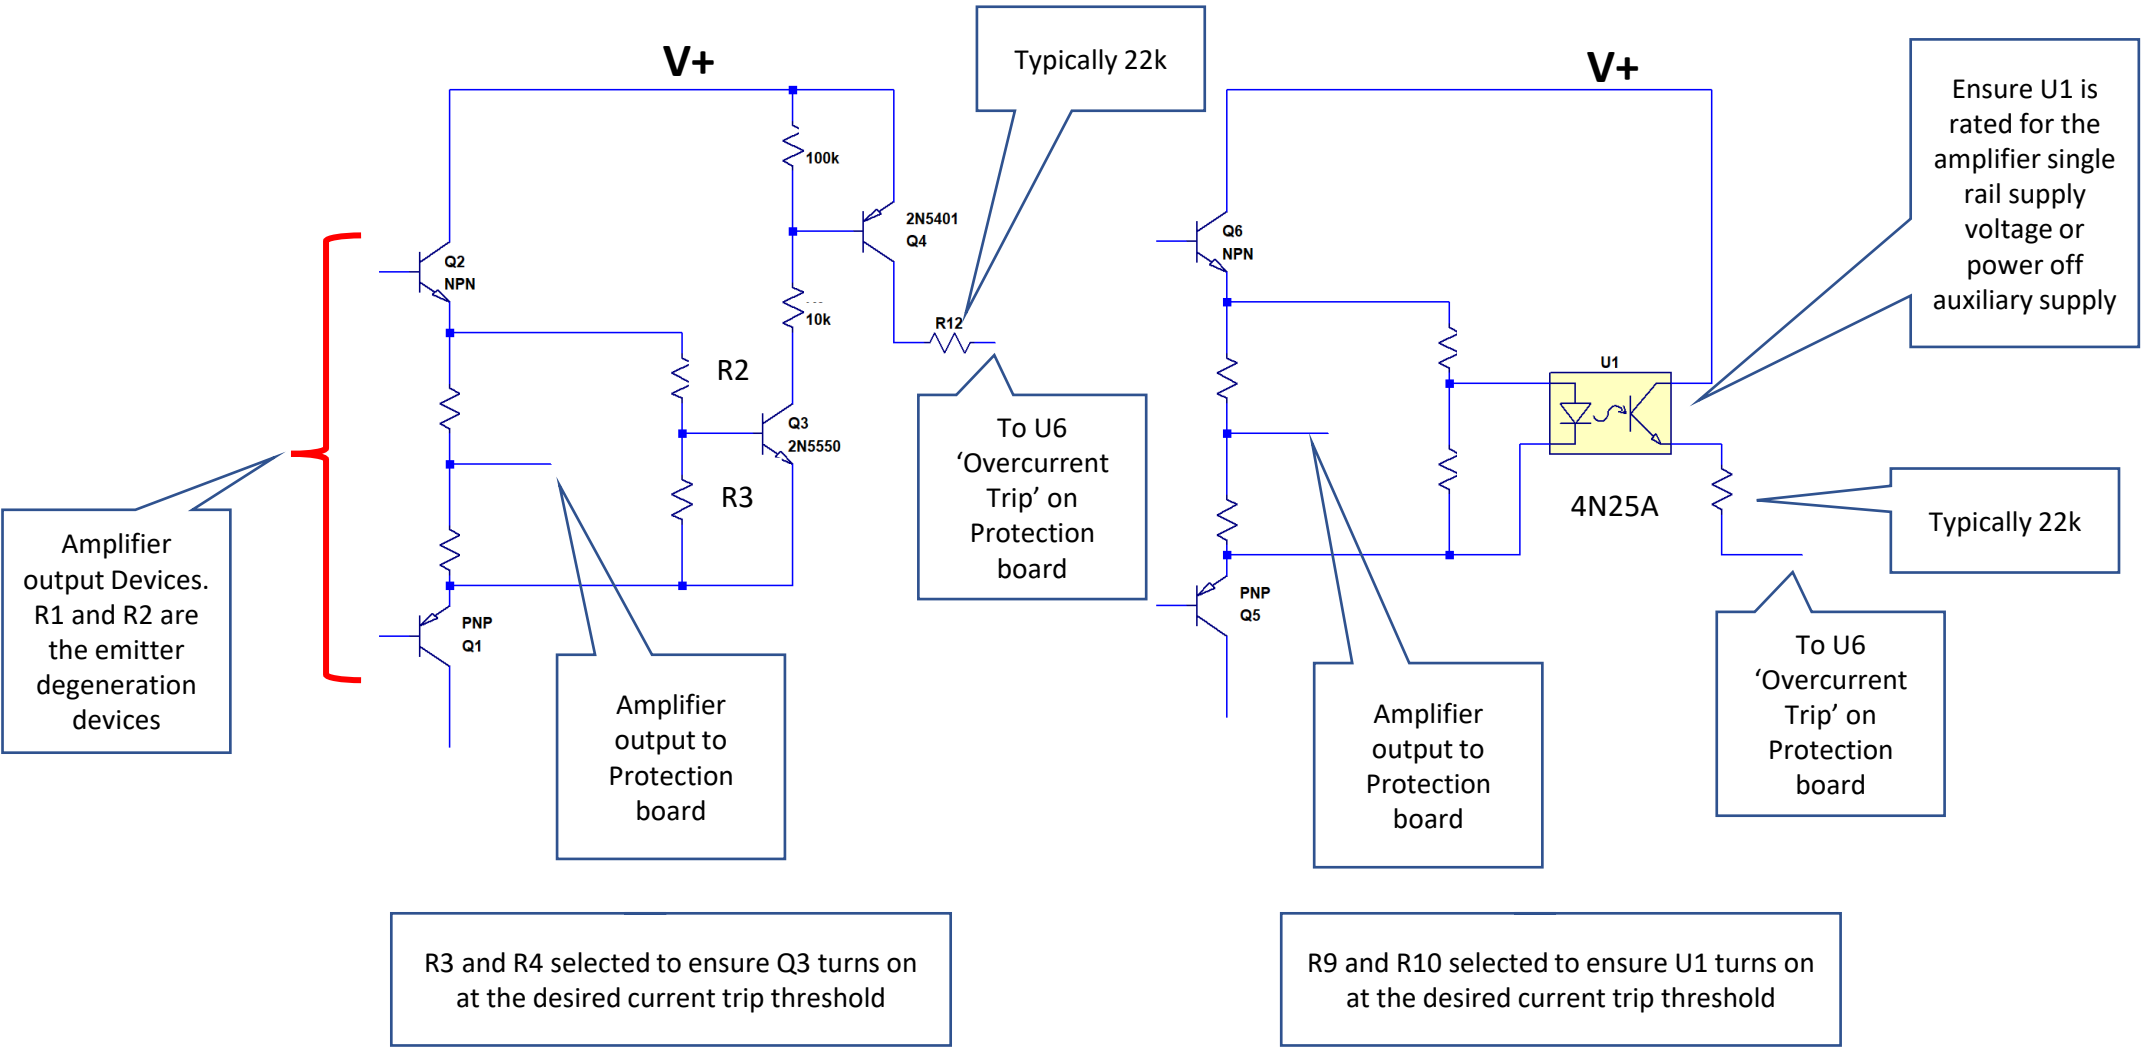 V+
Typically 22k
V+
Ensure U1 is
rated for the
amplifier single
rail supply
voltage or
power off
auxiliary supply
100k
2N5401
Q4
Q2
NPN
10k
R12
R2
Q3
2N5550
R3
To U6
‘Overcurrent
Trip’ on
Protection
board
Q6
NPN
U1
4N25A
Typically 22k
Amplifier
output Devices.
R1 and R2 are
the emitter
degeneration
devices
PNP
Q1
Amplifier
output to
Protection
board
PNP
Q5
Amplifier
output to
Protection
board
To U6
‘Overcurrent
Trip’ on
Protection
board
R3 and R4 selected to ensure Q3 turns on
at the desired current trip threshold
R9 and R10 selected to ensure U1 turns on
at the desired current trip threshold